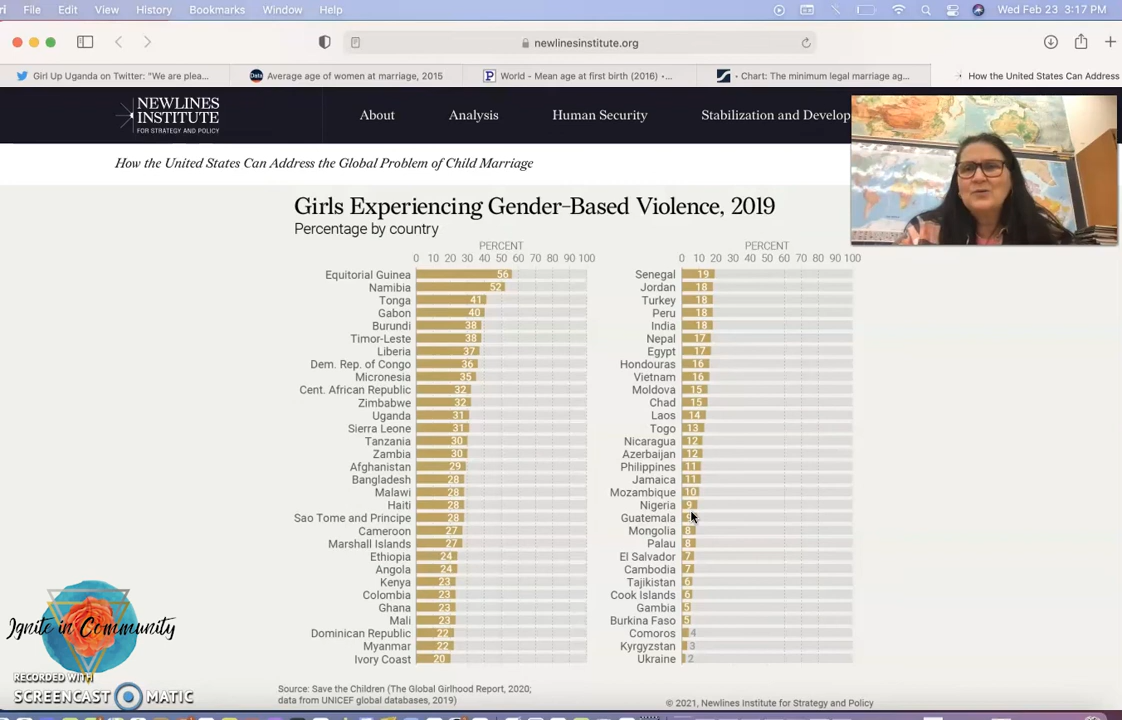 ri File Edit View History Bookmarks Window Help Wed Feb 23 3:17 PM
newlinesinstitute.org
Girl Up Uganda on Twitter: "We are plea... Average age of women at marriage, 2015 World - Mean age at first birth (2016) •... • Chart: The minimum legal marriage ag... How the United States Can Address
NEWLINES
INSTITUTE
FOR STRATEGY AND POLICY
About Analysis Human Security Stabilization and Develop
How the United States Can Address the Global Problem of Child Marriage
Girls Experiencing Gender-Based Violence, 2019
Percentage by country
PERCENT
0 10 20 30 40 50 60 70 80 90 100
Equitorial Guinea 56
Namibia 52
Tonga 41
Gabon 40
Burundi 38
Timor-Leste 38
Liberia 37
Dem. Rep. of Congo 36
Micronesia 35
Cent. African Republic 32
Zimbabwe 32
Uganda 31
Sierra Leone 31
Tanzania 30
Zambia 30
Afghanistan 29
Bangladesh 28
Malawi 28
Haiti 28
Sao Tome and Principe 28
Cameroon 27
Marshall Islands 27
Ethiopia 24
Angola 24
Kenya 23
Colombia 23
Ghana 23
Mali 23
Dominican Republic 22
Myanmar 22
Ivory Coast 20
PERCENT
0 10 20 30 40 50 60 70 80 90 100
Senegal 19
Jordan 18
Turkey 18
Peru 18
India 18
Nepal 17
Egypt 17
Hondouras 16
Vietnam 16
Moldova 15
Chad 15
Laos 14
Togo 13
Nicaragua 12
Azerbaijan 12
Philippines 11
Jamaica 11
Mozambique 10
Nigeria 9
Guatemala
Mongolia 8
Palau 8
El Salvador 7
Cambodia 7
Tajikistan 6
Cook Islands 6
Gambia 5
Burkina Faso 5
Comoros 4
Kyrgyzstan 3
Ukraine 2
Source: Save the Children (The Global Girlhood Report, 2020;
data from UNICEF global databases, 2019)
© 2021, Newlines Institute for Strategy and Policy
Ignite in Community
RECORDED WITH
SCREENCAST MATIC